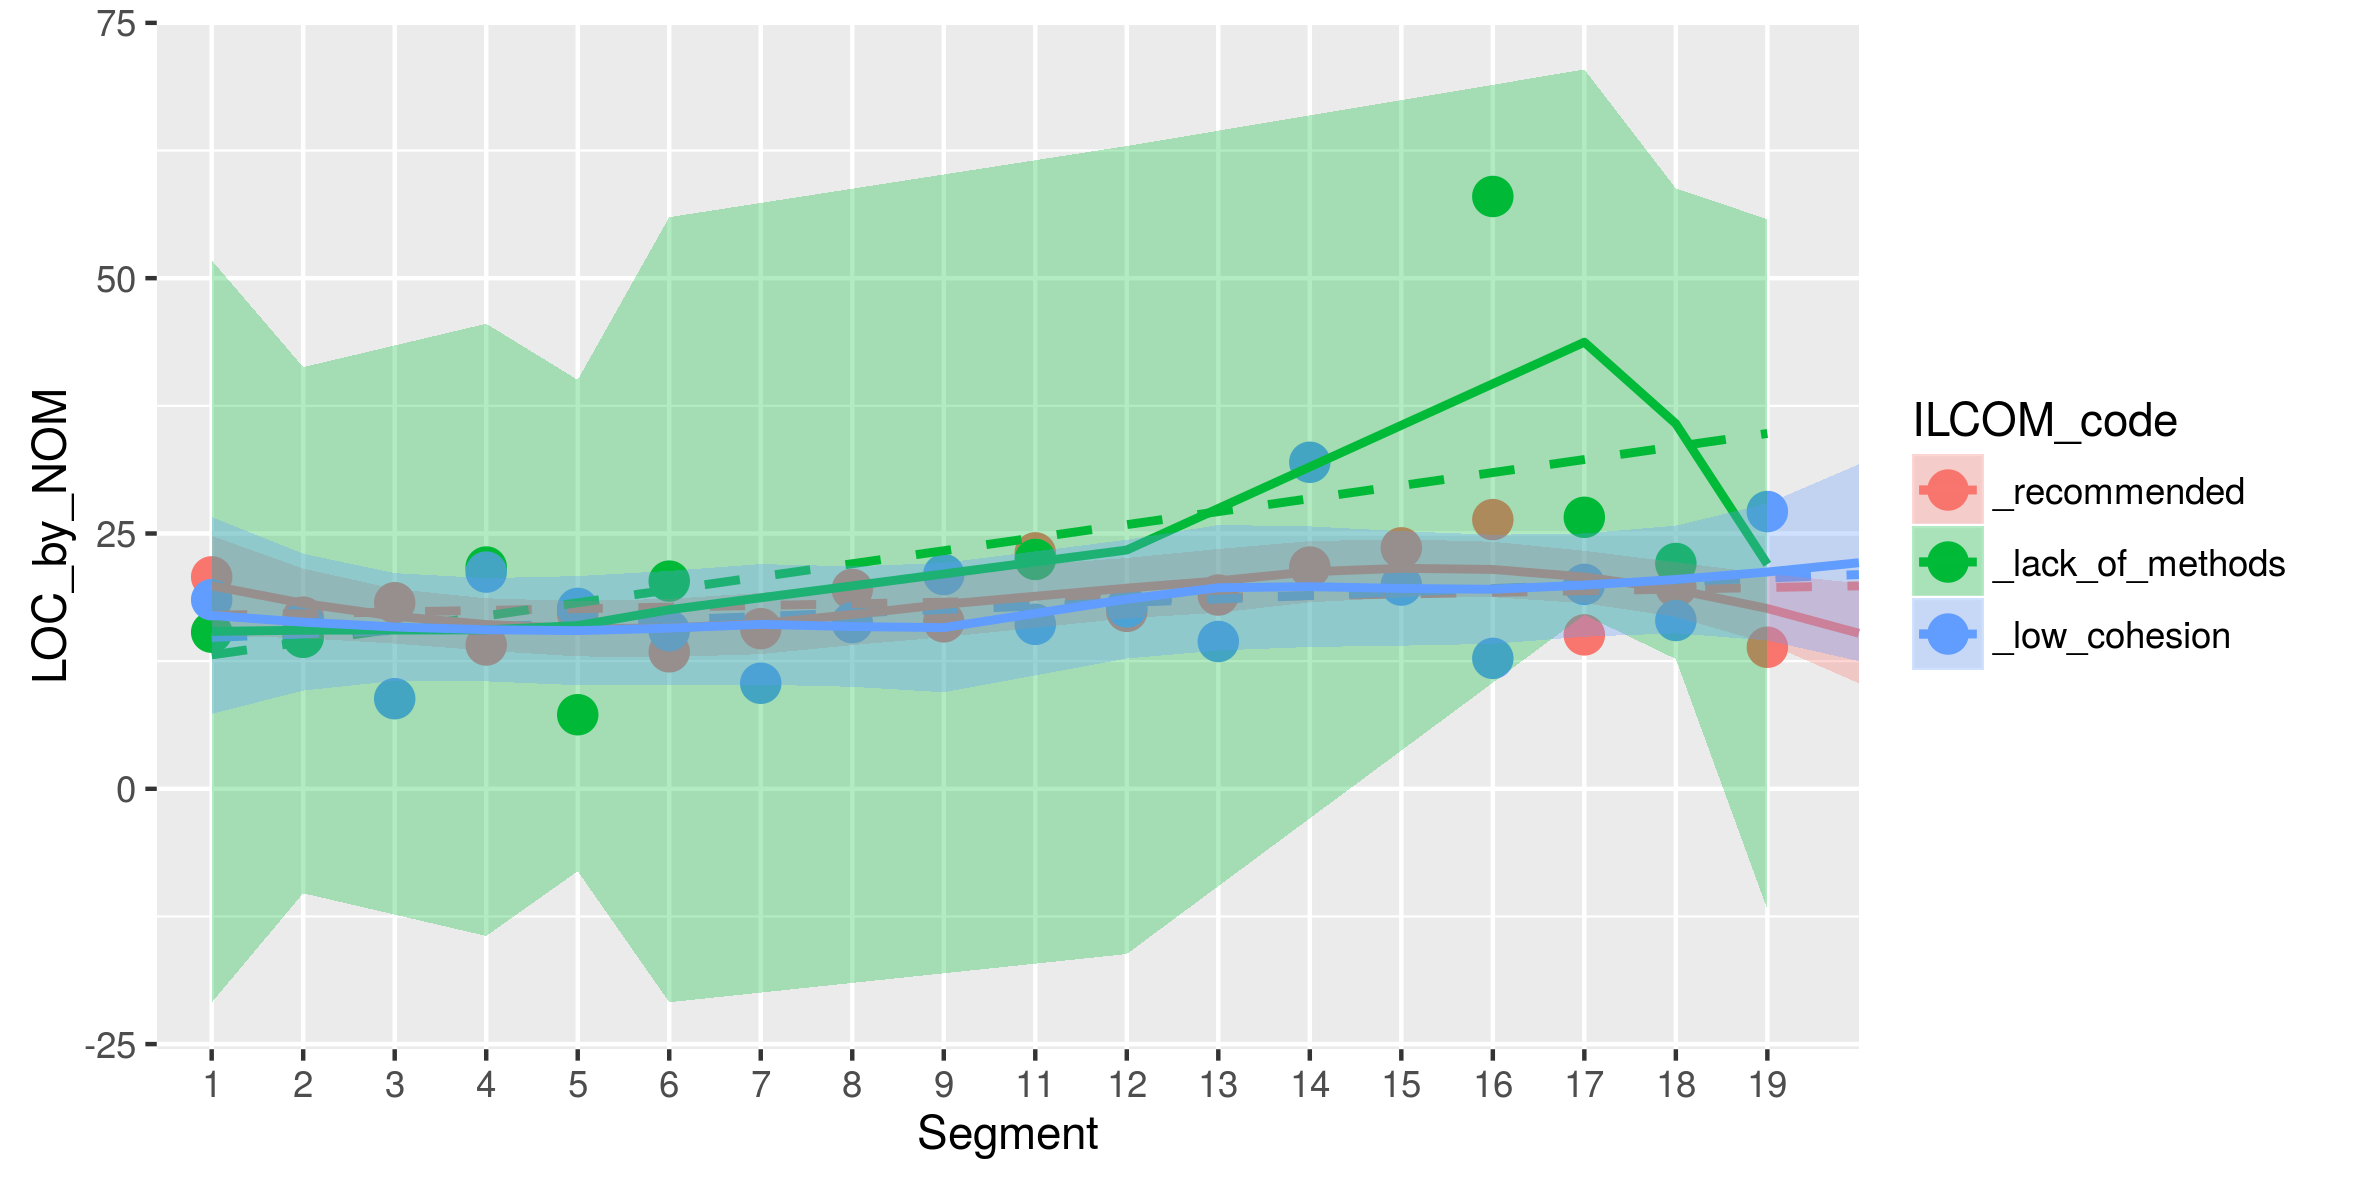 75
50
25
0
-25
LOC_by_NOM
1 2 3 4 5 6 7 8 9 11 12 13 14 15 16 17 18 19
Segment
ILCOM_code
_recommended
_lack_of_methods
_low_cohesion